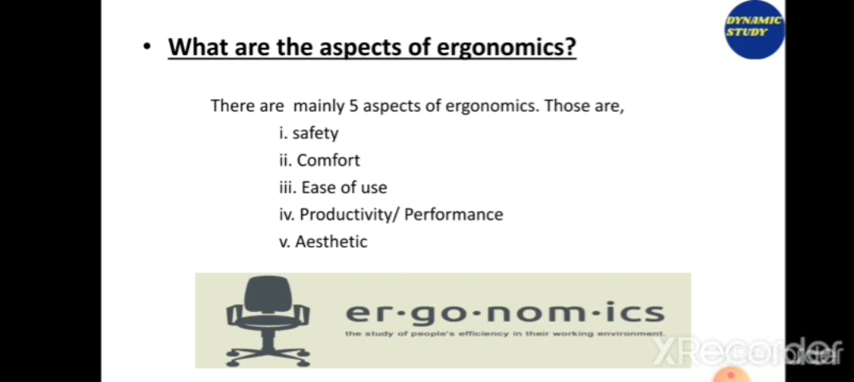 DYNAMIC
STUDY
• What are the aspects of ergonomics?
There are mainly 5 aspects of ergonomics. Those are,
i. safety
ii. Comfort
iii. Ease of use
iv. Productivity/ Performance
v. Aesthetic
er·go·nom·ics
the study of people's efficiency in their working environment.
XRecorder